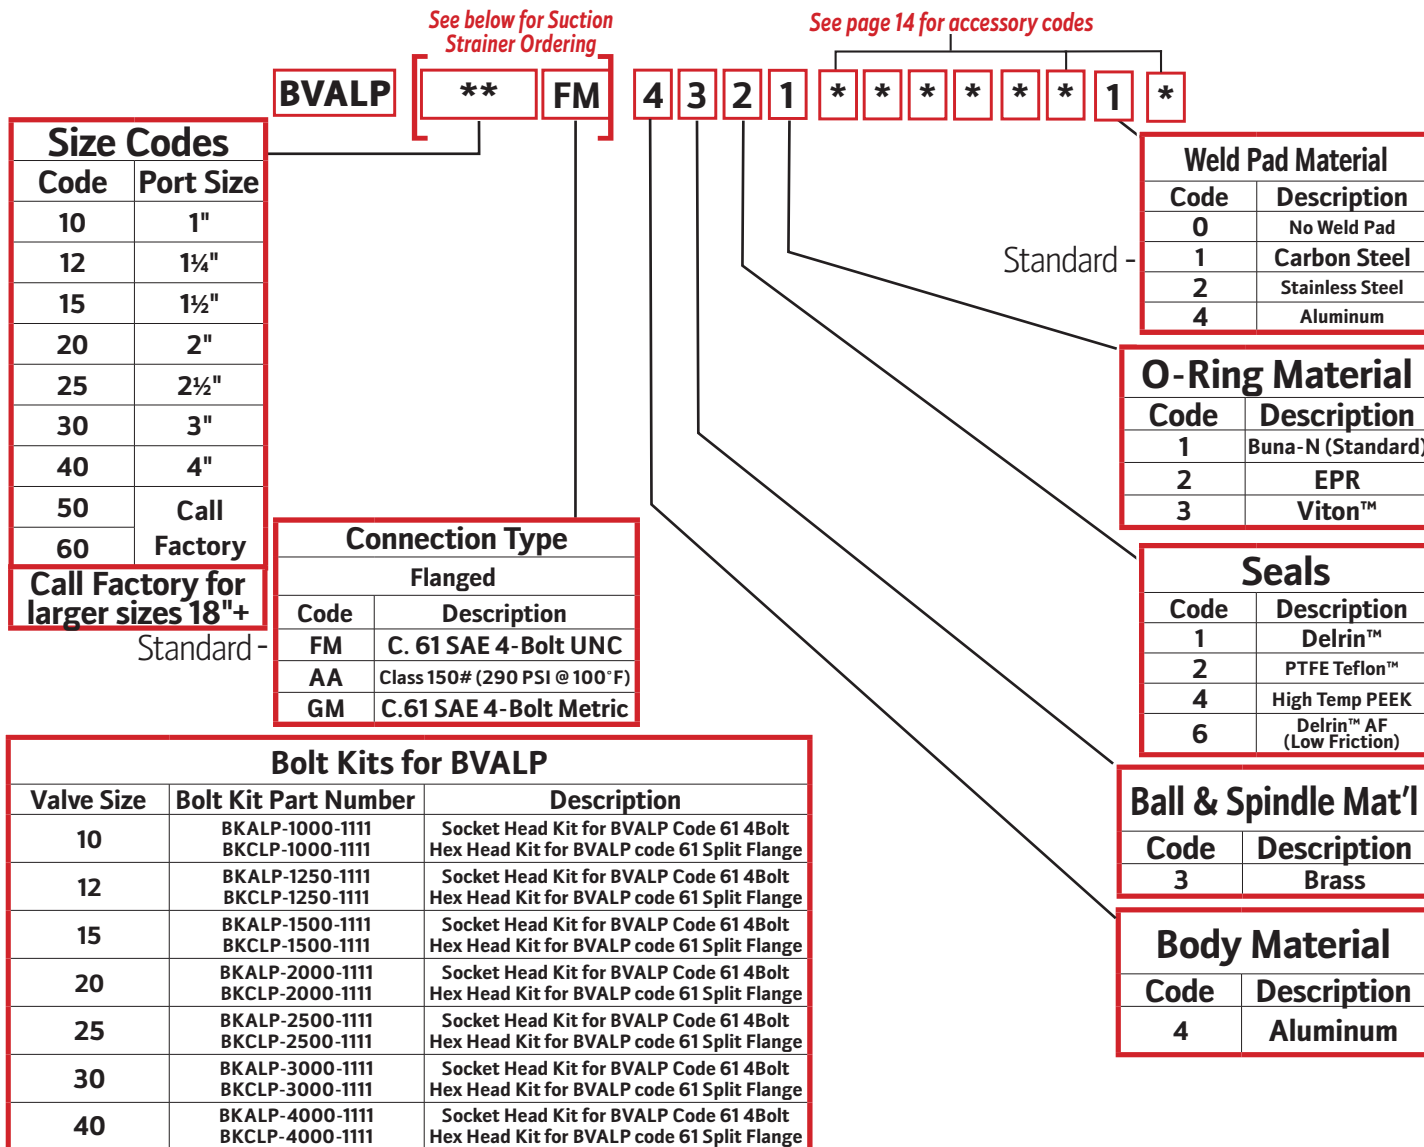 See below for Suction
Strainer Ordering
See page 14 for accessory codes
BVALP ** FM 4 3 2 1 * * * * * * 1 *
Size Codes
Code Port Size
10 1"
12 1¼"
15 1½"
20 2"
25 2½"
30 3"
40 4"
50 Call
60 Factory
Call Factory for
larger sizes 18"+
Standard -
Connection Type
Flanged
Code Description
FM C. 61 SAE 4-Bolt UNC
AA Class 150# (290 PSI @ 100°F)
GM C.61 SAE 4-Bolt Metric
Weld Pad Material
Code Description
0 No Weld Pad
Standard - 1 Carbon Steel
2 Stainless Steel
4 Aluminum
O-Ring Material
Code Description
1 Buna-N (Standard)
2 EPR
3 Viton™
Seals
Code Description
1 Delrin™
2 PTFE Teflon™
4 High Temp PEEK
6 Delrin™ AF
(Low Friction)
Ball & Spindle Mat'l
Code Description
3 Brass
Body Material
Code Description
4 Aluminum
Bolt Kits for BVALP
Valve Size Bolt Kit Part Number Description
10 BKALP-1000-1111 Socket Head Kit for BVALP Code 61 4Bolt
BKCLP-1000-1111 Hex Head Kit for BVALP code 61 Split Flange
12 BKALP-1250-1111 Socket Head Kit for BVALP Code 61 4Bolt
BKCLP-1250-1111 Hex Head Kit for BVALP code 61 Split Flange
15 BKALP-1500-1111 Socket Head Kit for BVALP Code 61 4Bolt
BKCLP-1500-1111 Hex Head Kit for BVALP code 61 Split Flange
20 BKALP-2000-1111 Socket Head Kit for BVALP Code 61 4Bolt
BKCLP-2000-1111 Hex Head Kit for BVALP code 61 Split Flange
25 BKALP-2500-1111 Socket Head Kit for BVALP Code 61 4Bolt
BKCLP-2500-1111 Hex Head Kit for BVALP code 61 Split Flange
30 BKALP-3000-1111 Socket Head Kit for BVALP Code 61 4Bolt
BKCLP-3000-1111 Hex Head Kit for BVALP code 61 Split Flange
40 BKALP-4000-1111 Socket Head Kit for BVALP Code 61 4Bolt
BKCLP-4000-1111 Hex Head Kit for BVALP code 61 Split Flange